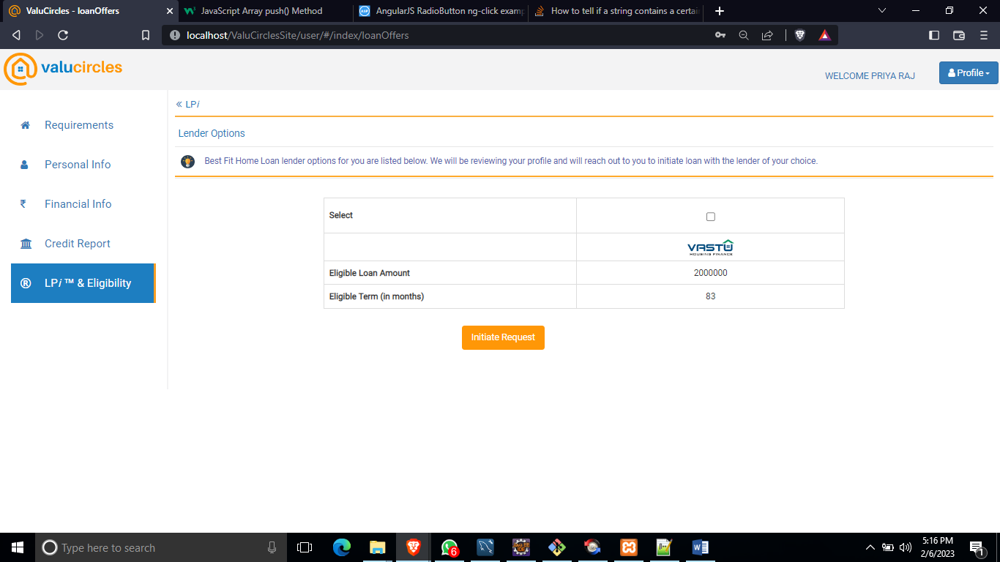 ValuCircles - loanOffers
JavaScript Array push() Method
AngularJS RadioButton ng-click examp
How to tell if a string contains a certai
localhost/ValuCirclesSite/user/#/index/loanOffers
valucircles
WELCOME PRIYA RAJ
Profile
Requirements
Personal Info
Financial Info
Credit Report
LPi ™ & Eligibility
« LPi
Lender Options
Best Fit Home Loan lender options for you are listed below. We will be reviewing your profile and will reach out to you to initiate loan with the lender of your choice.
Select
VASTU
HOUSING FINANCE
Eligible Loan Amount 2000000
Eligible Term (in months) 83
Initiate Request
Type here to search
6
5:16 PM
2/6/2023
1